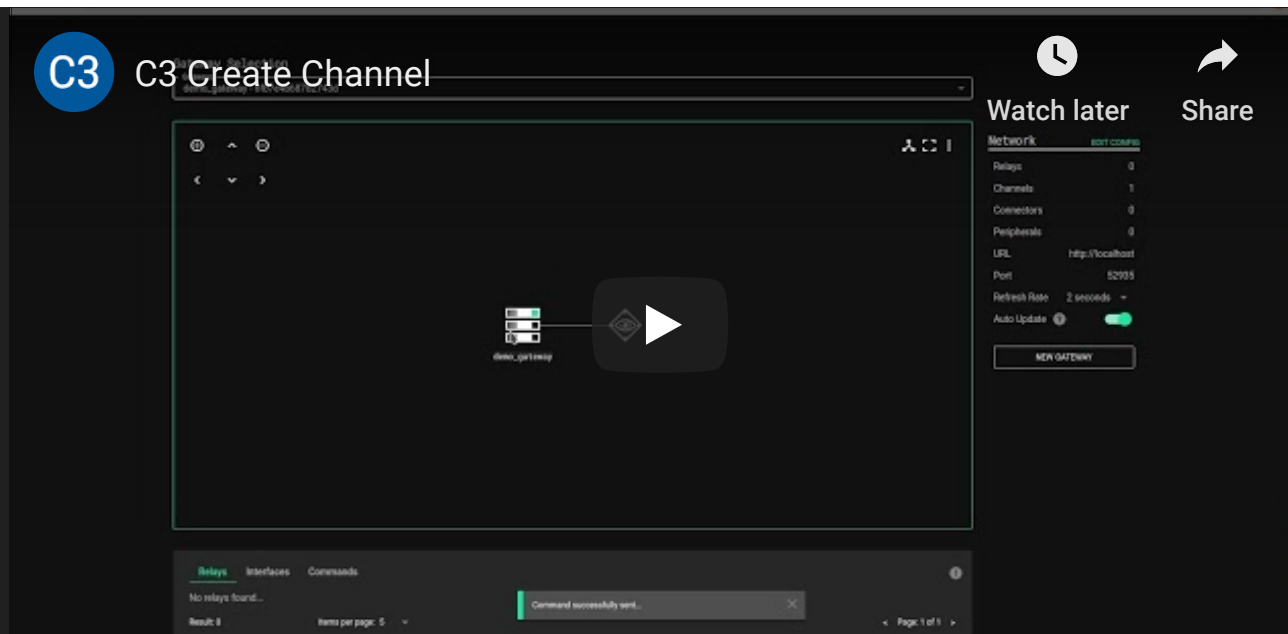 C3
C3 Create Channel
Watch later
Share
Gateway Selection
Network
EDIT CONFIG
Relays 0
Channels 1
Connectors 0
Peripherals 0
URL http://localhost
Port 52935
Refresh Rate 2 seconds
Auto Update
NEW GATEWAY
demo_gateway
Relays Interfaces Commands
No relays found...
Command successfully sent...
Result: 0 Items per page: 5 < Page: 1 of 1 >